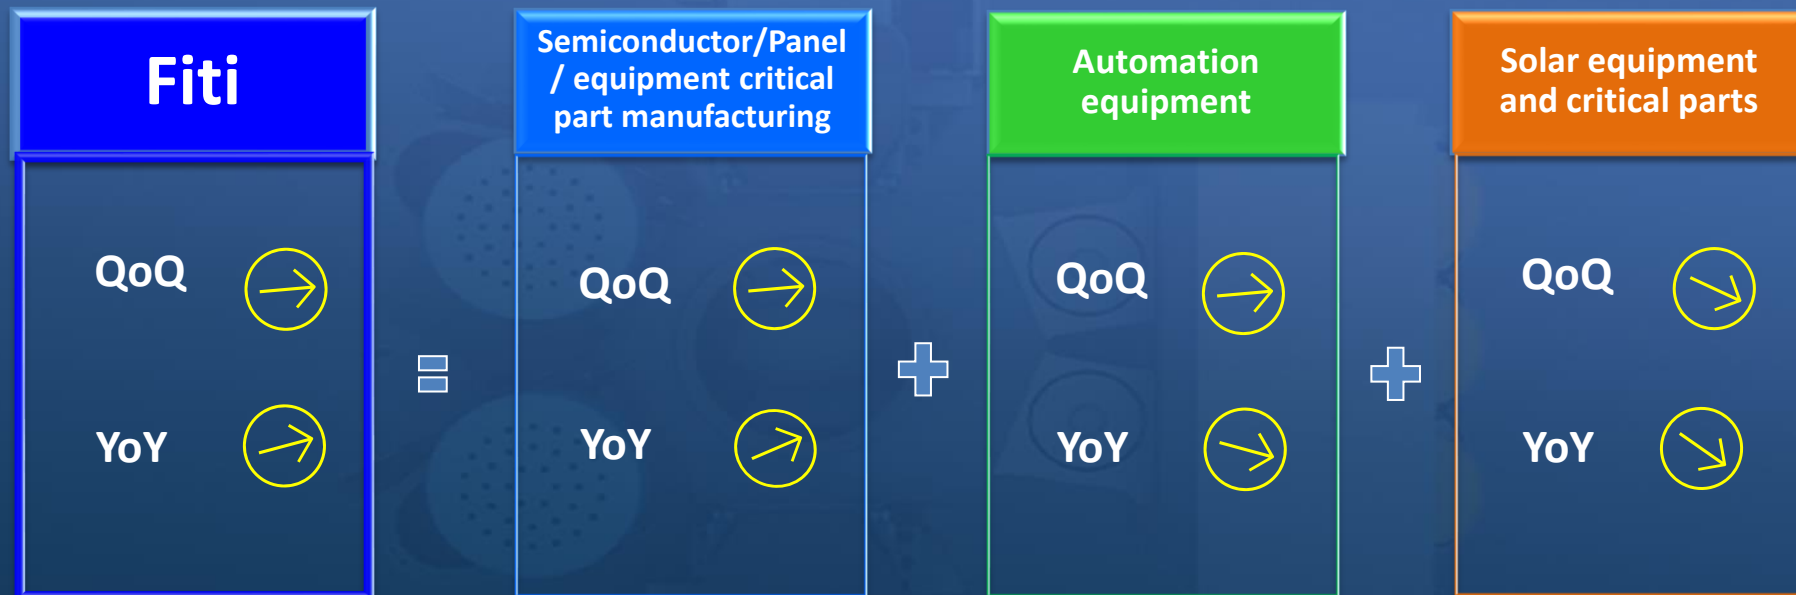 Fiti
QoQ
YoY
Semiconductor/Panel
/ equipment critical
part manufacturing
QoQ
YoY
Automation
equipment
QoQ
YoY
Solar equipment
and critical parts
QoQ
YoY